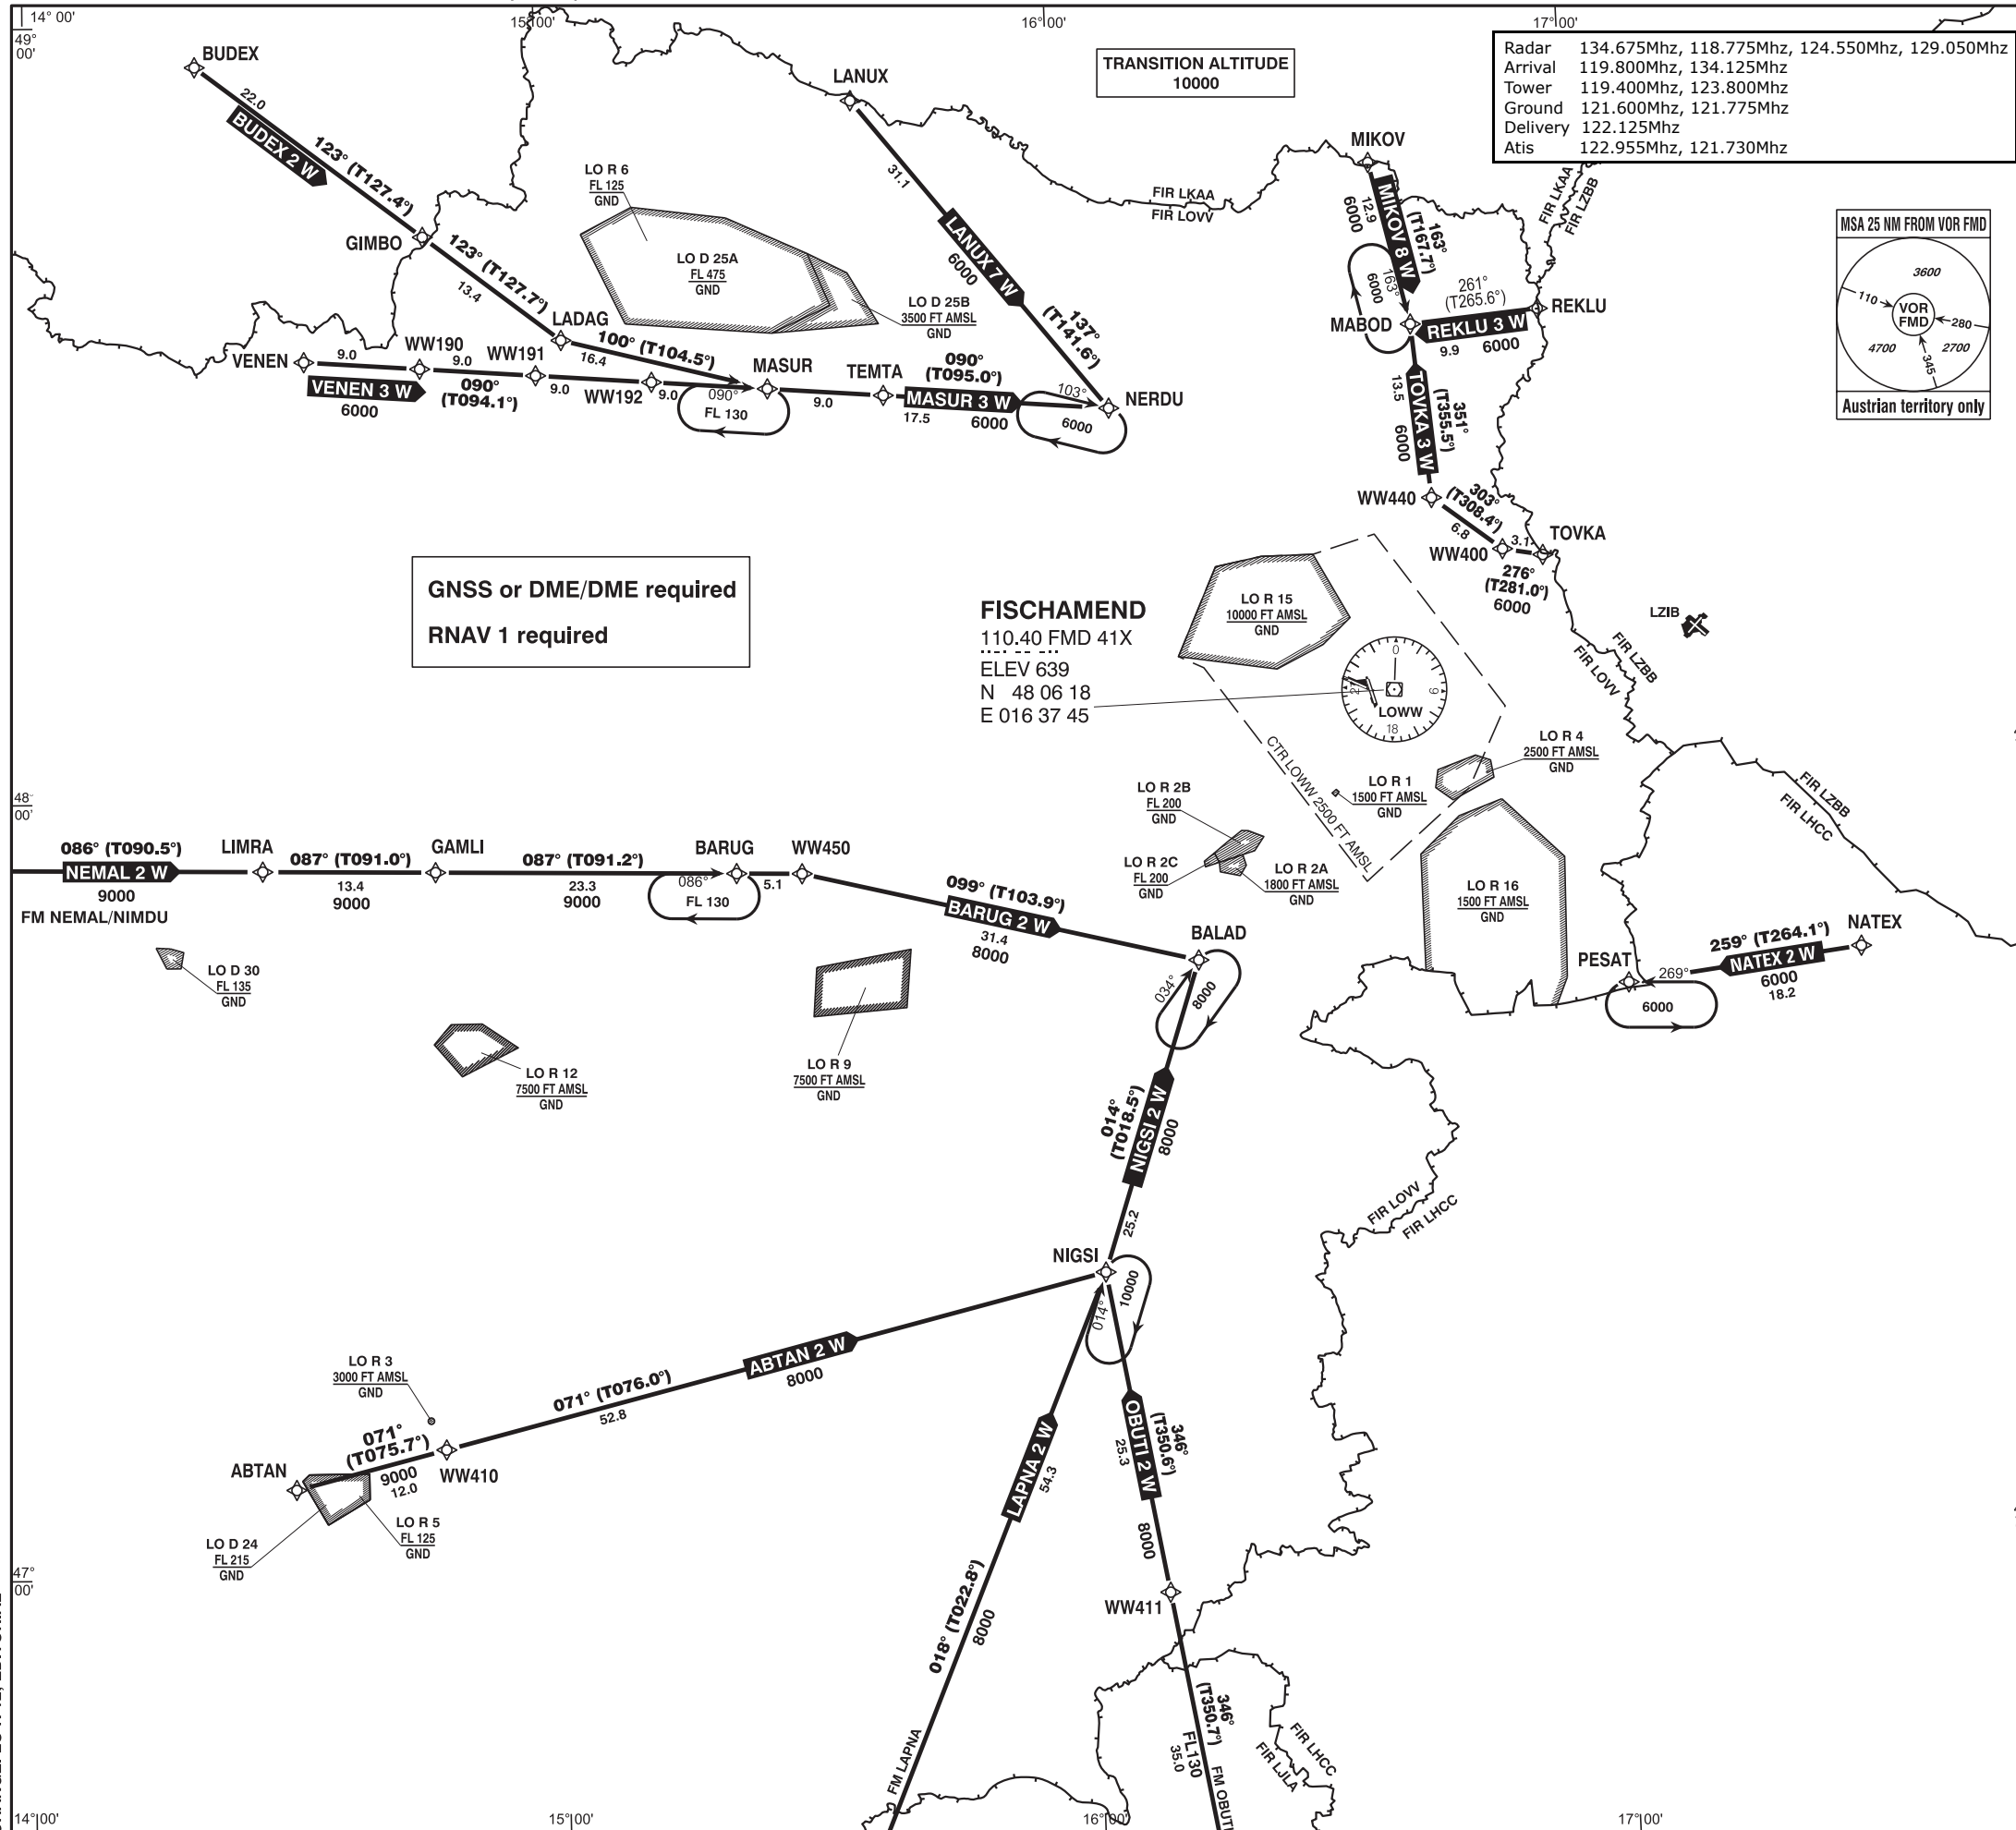 14° 00'
15°00'
16°00'
17°00'
49°
00'
BUDEX
22.0
BUDEX 2 W
123° (T127.4°)
GIMBO
123° (T127.7°)
13.4
LADAG
100° (T104.5°)
16.4
VENEN
9.0
WW190
9.0
WW191
9.0
WW192
9.0
VENEN 3 W
6000
090°
(T094.1°)
090°
FL 130
MASUR
9.0
TEMTA
090°
(T095.0°)
MASUR 3 W
17.5
6000
103°
6000
NERDU
LANUX
31.1
LANUX 7 W
6000
137°
(T141.6°)
LO R 6
FL 125
GND
LO D 25A
FL 475
GND
LO D 25B
3500 FT AMSL
GND
TRANSITION ALTITUDE
10000
FIR LKAA
FIR LOVV
Radar 134.675Mhz, 118.775Mhz, 124.550Mhz, 129.050Mhz
Arrival 119.800Mhz, 134.125Mhz
Tower 119.400Mhz, 123.800Mhz
Ground 121.600Mhz, 121.775Mhz
Delivery 122.125Mhz
Atis 122.955Mhz, 121.730Mhz
FIR LKAA
FIR LZBB
MIKOV
MIKOV 8 W
12.9
6000
163°
(T167.7°)
163°
6000
MABOD
261°
(T265.6°)
REKLU 3 W
9.9
6000
REKLU
TOVKA 3 W
13.5
6000
351°
(T355.5°)
WW440
303°
(T308.4°)
6.8
WW400
3.1
TOVKA
276°
(T281.0°)
6000
MSA 25 NM FROM VOR FMD
3600
110
VOR
FMD
280
4700
2700
345
Austrian territory only
GNSS or DME/DME required
RNAV 1 required
FISCHAMEND
110.40 FMD 41X
ELEV 639
N 48 06 18
E 016 37 45
LO R 15
10000 FT AMSL
GND
0
9
18
27
LOWW
LZIB
FIR LZBB
FIR LOVV
CTR LOWW 2500 FT AMSL
LO R 4
2500 FT AMSL
GND
LO R 1
1500 FT AMSL
GND
LO R 2B
FL 200
GND
LO R 2C
FL 200
GND
LO R 2A
1800 FT AMSL
GND
LO R 16
1500 FT AMSL
GND
FIR LZBB
FIR LHCC
48°
00'
086° (T090.5°)
NEMAL 2 W
9000
FM NEMAL/NIMDU
LIMRA
087° (T091.0°)
13.4
9000
GAMLI
087° (T091.2°)
23.3
9000
BARUG
086°
FL 130
5.1
WW450
099° (T103.9°)
BARUG 2 W
31.4
8000
BALAD
034°
8000
NATEX
259° (T264.1°)
NATEX 2 W
6000
18.2
PESAT
269°
6000
LO D 30
FL 135
GND
LO R 12
7500 FT AMSL
GND
LO R 9
7500 FT AMSL
GND
014°
(T018.5°)
NIGSI 2 W
8000
25.2
NIGSI
10000
014°
FIR LOVV
FIR LHCC
ABTAN 2 W
8000
071° (T076.0°)
52.8
LO R 3
3000 FT AMSL
GND
071°
(T075.7°)
9000
12.0
ABTAN
WW410
LO D 24
FL 215
GND
LO R 5
FL 125
GND
LAPNA 2 W
54.3
018° (T022.8°)
8000
FM LAPNA
OBUTI 2 W
25.3
346°
(T350.6°)
8000
WW411
346°
(T350.7°)
FL130
35.0
FM OBUTI
FIR LHCC
FIR LJLA
47°
00'
14°00'
15°00'
16°00'
17°00'